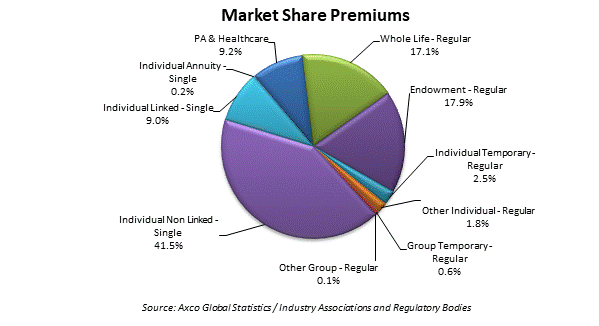 Market Share Premiums
PA & Healthcare
9.2%
Whole Life - Regular
17.1%
Individual Annuity -
Single
0.2%
Endowment - Regular
17.9%
Individual Linked - Single
9.0%
Individual Temporary -
Regular
2.5%
Individual Non Linked -
Single
41.5%
Other Individual - Regular
1.8%
Group Temporary -
Regular
0.6%
Other Group - Regular
0.1%
Source: Axco Global Statistics / Industry Associations and Regulatory Bodies